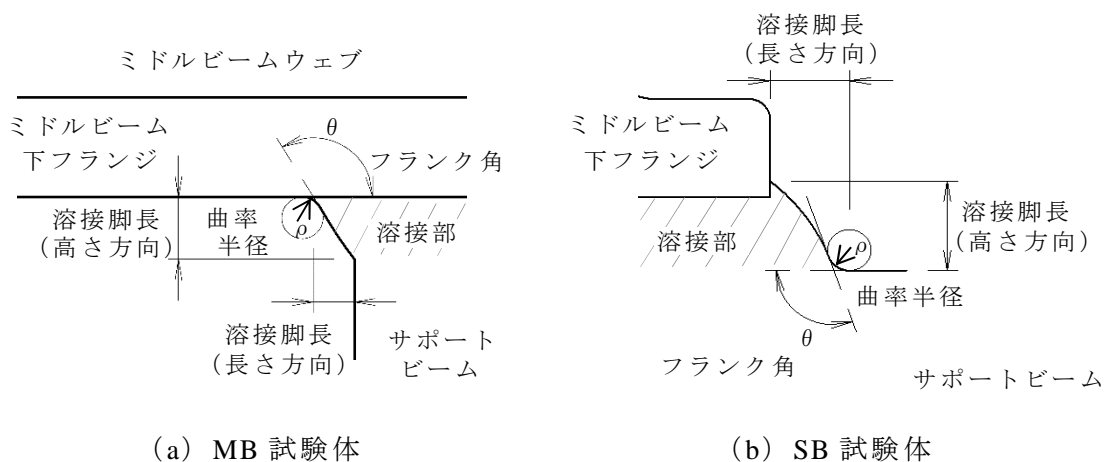 ミドルビームウェブ
ミドルビーム
下フランジ
θ
フランク角
溶接脚長
(高さ方向)
曲率
半径
ρ
溶接部
溶接脚長
(長さ方向)
サポート
ビーム
(a) MB 試験体
溶接脚長
(長さ方向)
ミドルビーム
下フランジ
溶接部
ρ
溶接脚長
(高さ方向)
曲率半径
θ
フランク角
サポートビーム
(b) SB 試験体